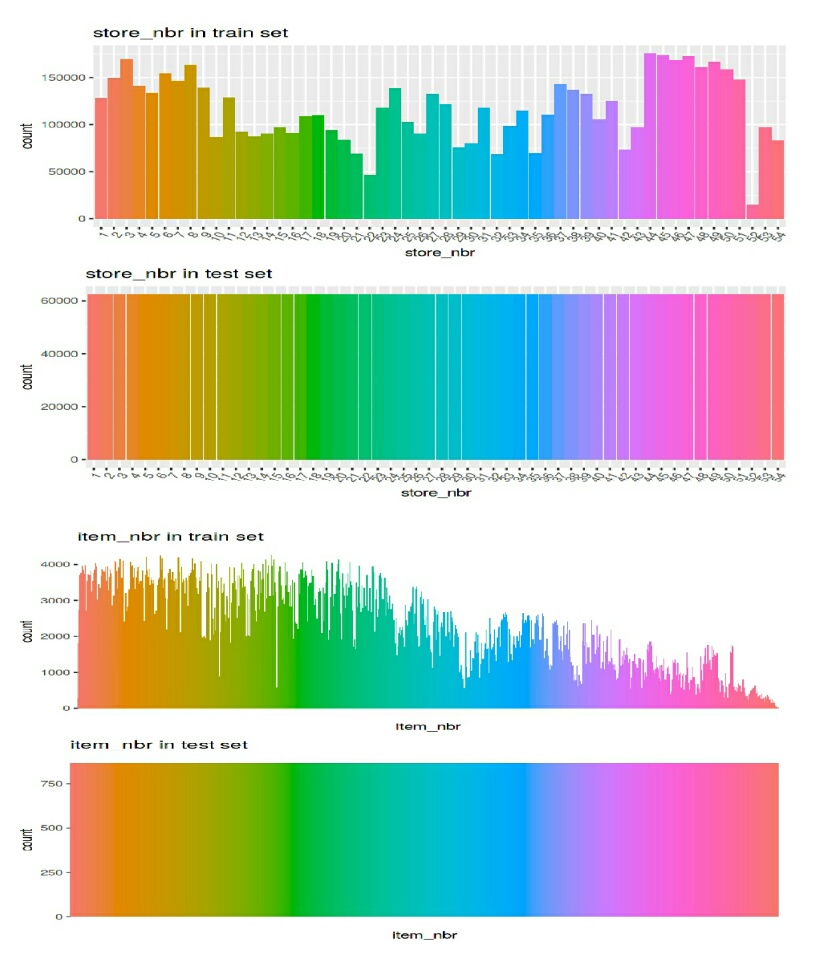 store_nbr in train set
150000
100000
50000
0
count
1 2 3 4 5 6 7 8 9 10 11 12 13 14 15 16 17 18 19 20 21 22 23 24 25 26 27 28 29 30 31 32 33 34 35 36 37 38 39 40 41 42 43 44 45 46 47 48 49 50 51 52 53 54
store_nbr
store_nbr in test set
60000
40000
20000
0
count
1 2 3 4 5 6 7 8 9 10 11 12 13 14 15 16 17 18 19 20 21 22 23 24 25 26 27 28 29 30 31 32 33 34 35 36 37 38 39 40 41 42 43 44 45 46 47 48 49 50 51 52 53 54
store_nbr
item_nbr in train set
4000
3000
2000
1000
0
count
item_nbr
item_nbr in test set
750
500
250
0
count
item_nbr